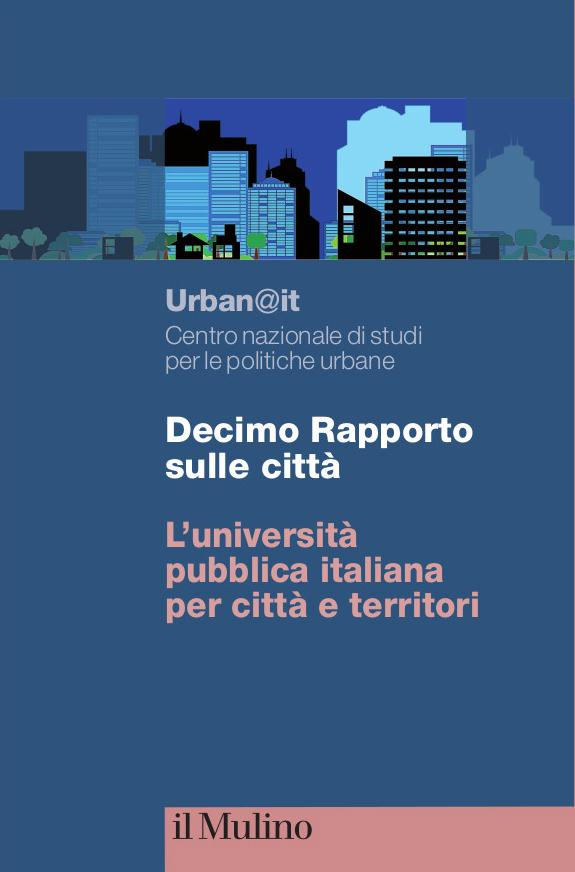 Urban@it
Centro nazionale di studi
per le politiche urbane
Decimo Rapporto
sulle città
L’università
pubblica italiana
per città e territori
il Mulino